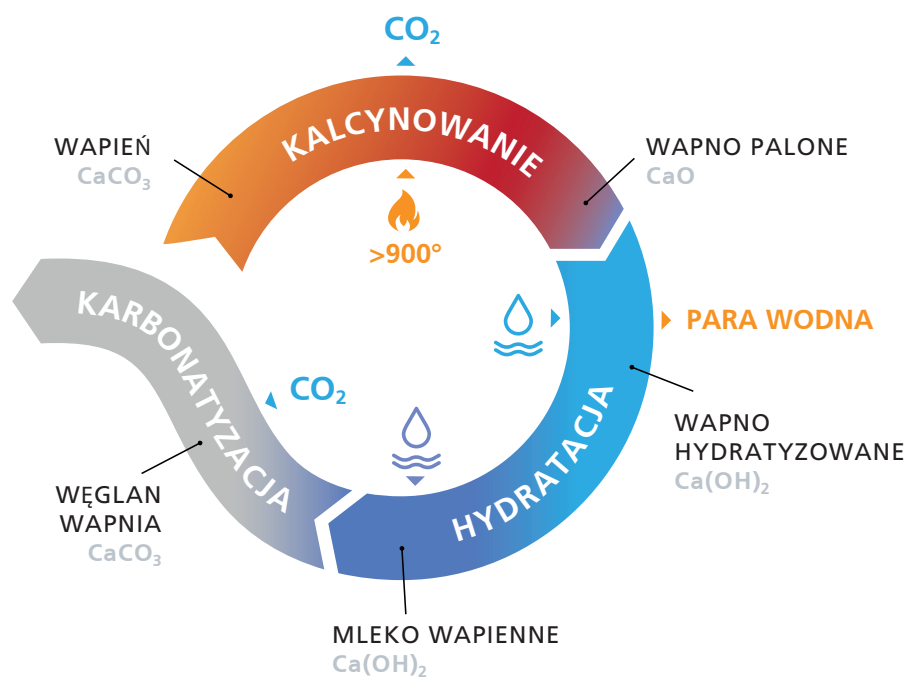 CO₂
KALCYNOWANIE
WAPIEŃ
CaCO₃
WAPNO PALONE
CaO
>900°
PARA WODNA
KARBONATYZACJA
CO₂
HYDRATACJA
WAPNO
HYDRATYZOWANE
Ca(OH)₂
WĘGLAN
WAPNIA
CaCO₃
MLEKO WAPIENNE
Ca(OH)₂